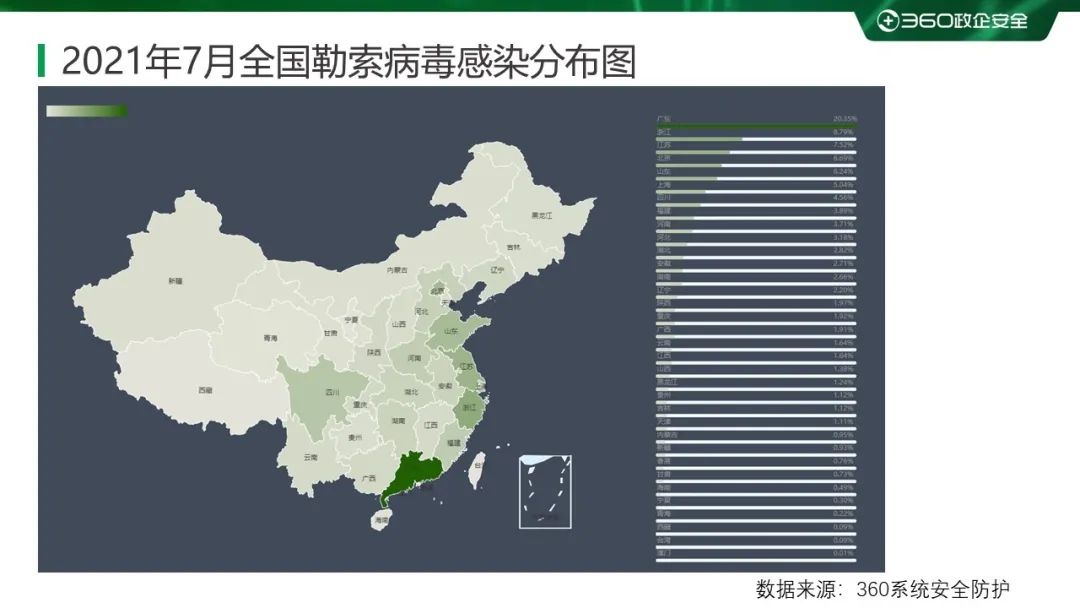 360政企安全
2021年7月全国勒索病毒感染分布图
广东 20.35%
浙江 8.79%
江苏 7.52%
北京 6.69%
山东 6.24%
上海 5.04%
四川 4.56%
福建 3.89%
河南 3.71%
河北 3.18%
湖北 2.82%
安徽 2.71%
湖南 2.66%
辽宁 2.20%
陕西 1.97%
重庆 1.92%
广西 1.91%
云南 1.64%
江西 1.64%
山西 1.38%
黑龙江 1.24%
贵州 1.12%
吉林 1.12%
天津 1.11%
内蒙古 0.95%
新疆 0.93%
香港 0.76%
甘肃 0.73%
海南 0.49%
宁夏 0.30%
青海 0.22%
西藏 0.09%
台湾 0.09%
澳门 0.01%
黑龙江
吉林
内蒙古
辽宁
新疆
北京
天
河北
宁夏
山西
山东
青海
甘肃
陕西
河南
江苏
西藏
四川
湖北
安徽
上海
重庆
浙江
湖南
江西
贵州
福建
云南
台
广西
海南
数据来源：360系统安全防护